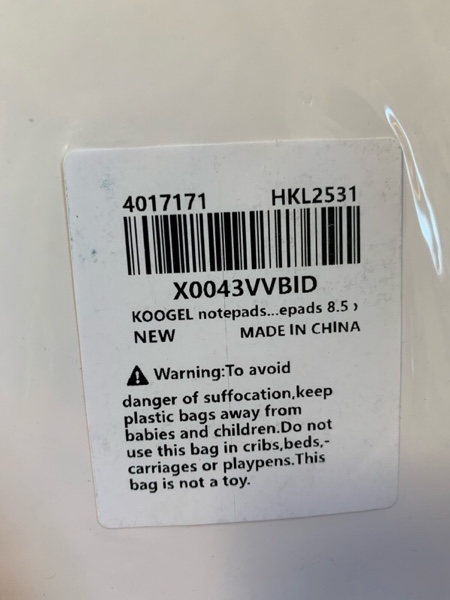 4017171 HKL2531
X0043VVBID
KOOGEL notepads...epads 8.5 ›
NEW MADE IN CHINA
Warning:To avoid
danger of suffocation,keep
plastic bags away from
babies and children.Do not
use this bag in cribs,beds,-
carriages or playpens.This
bag is not a toy.